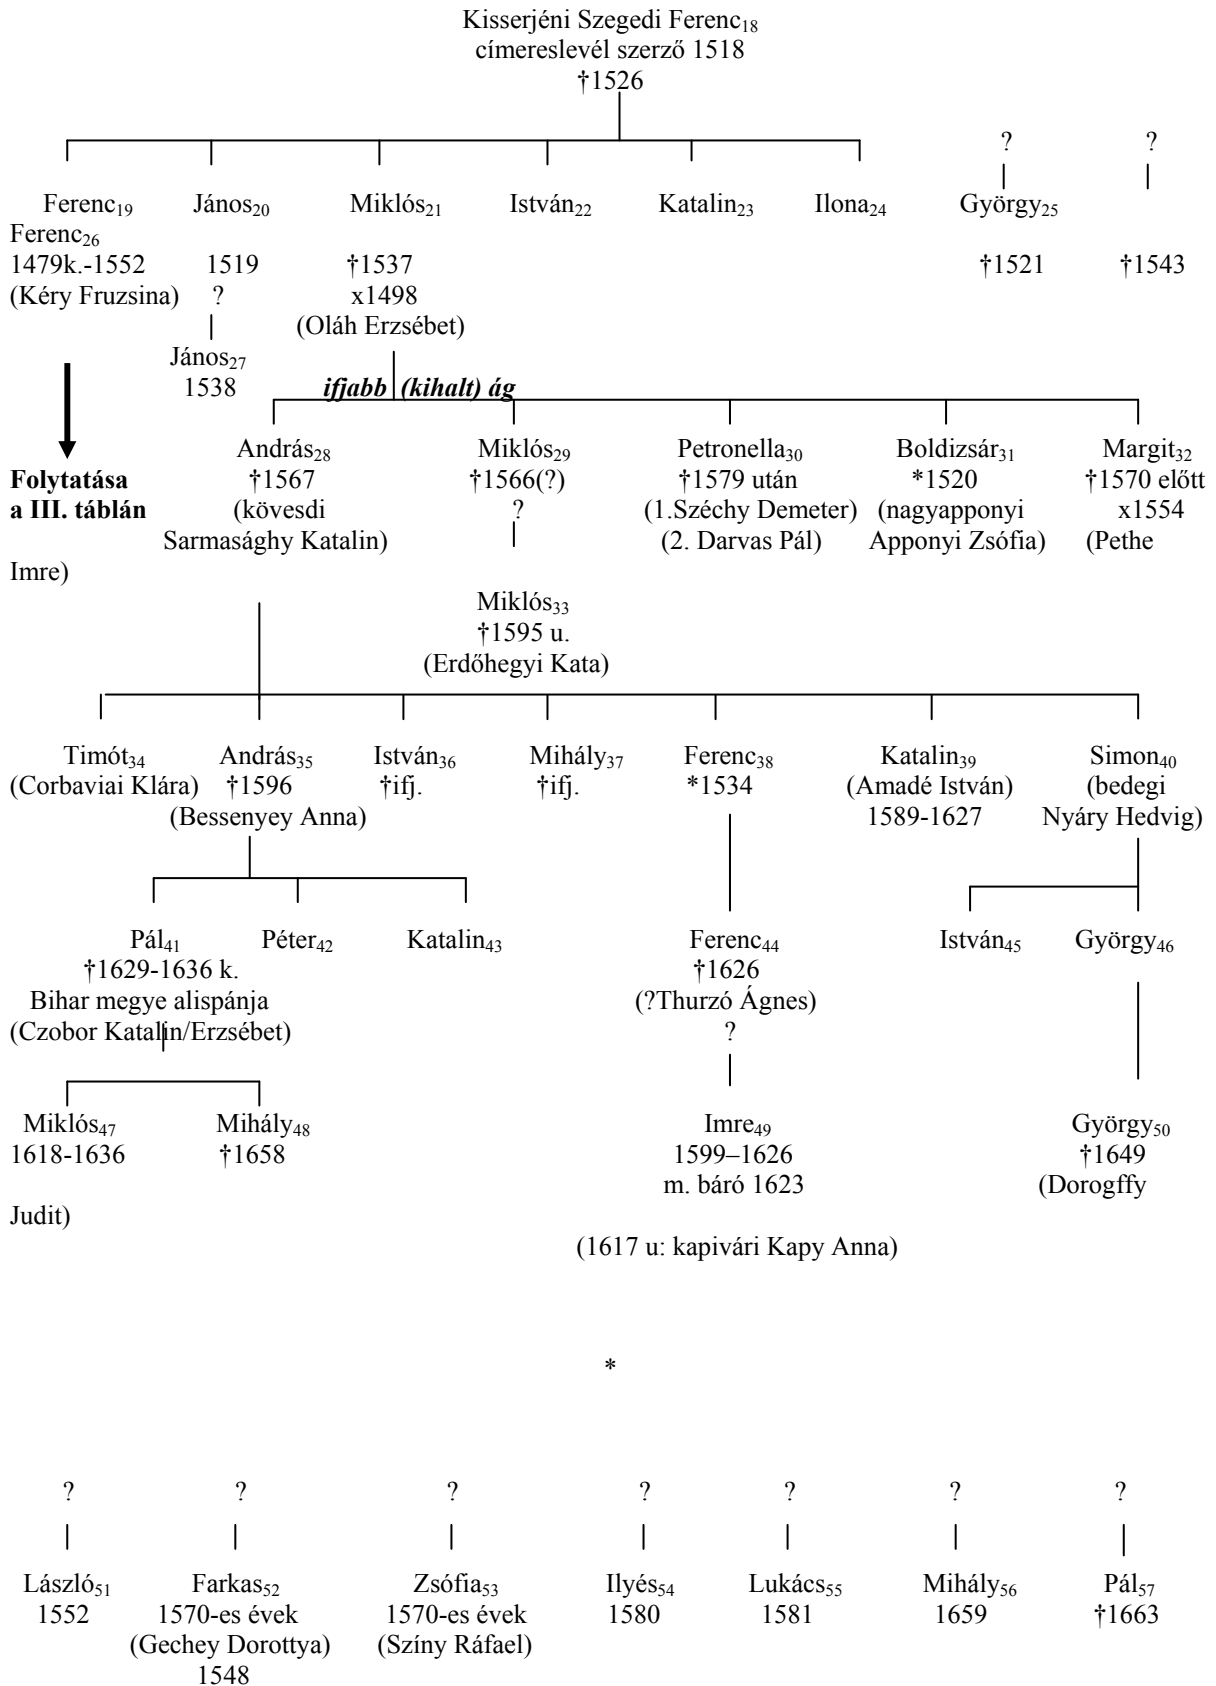 Kisserjéni Szegedi Ferenc18
címereslevél szerző 1518
†1526
? ?
Ferenc19 János20 Miklós21 István22 Katalin23 Ilona24 György25
Ferenc26
1479k.-1552 1519 †1537 †1521 †1543
(Kéry Fruzsina) ? x1498
(Oláh Erzsébet)
János27
1538 ifjabb (kihalt) ág
András28 Miklós29 Petronella30 Boldizsár31 Margit32
Folytatása †1567 †1566(?) †1579 után *1520 †1570 előtt
a III. táblán (kövesdi ? (1.Széchy Demeter) (nagyapponyi x1554
Sarmasághy Katalin) (2. Darvas Pál) Apponyi Zsófia) (Pethe
Imre)
Miklós33
†1595 u.
(Erdőhegyi Kata)
Timót34 András35 István36 Mihály37 Ferenc38 Katalin39 Simon40
(Corbaviai Klára) †1596 †ifj. †ifj. *1534 (Amadé István) (bedegi
(Bessenyey Anna) 1589-1627 Nyáry Hedvig)
Pál41 Péter42 Katalin43 Ferenc44 István45 György46
†1629-1636 k. †1626
Bihar megye alispánja (?Thurzó Ágnes)
(Czobor Katalin/Erzsébet) ?
Miklós47 Mihály48 Imre49 György50
1618-1636 †1658 1599–1626 †1649
m. báró 1623 (Dorogffy
Judit)
(1617 u: kapivári Kapy Anna)
*
? ? ? ? ? ? ?
László51 Farkas52 Zsófia53 Ilyés54 Lukács55 Mihály56 Pál57
1552 1570-es évek 1570-es évek 1580 1581 1659 †1663
(Gechey Dorottya) (Színy Ráfael)
1548